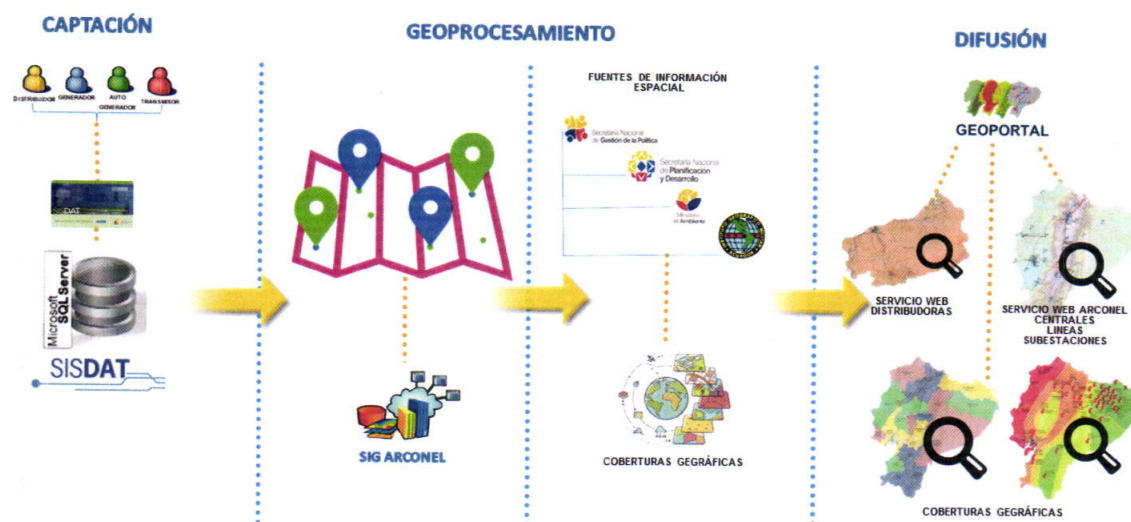 CAPTACIÓN
DISTRIBUIDOR
GENERADOR
AUTO
GENERADOR
TRANSMISOR
SISDAT
Microsoft
SQL Server
SISDAT
GEOPROCESAMIENTO
SIG ARCONEL
FUENTES DE INFORMACIÓN
ESPACIAL
Secretaría Nacional
de Gestión de la Política
Secretaría Nacional
de Planificación
y Desarrollo
Ministerio
del Ambiente
COBERTURAS GEGRÁFICAS
DIFUSIÓN
GEOPORTAL
SERVICIO WEB
DISTRIBUIDORAS
SERVICIO WEB ARCONEL
CENTRALES
LINEAS
SUBESTACIONES
COBERTURAS GEGRÁFICAS